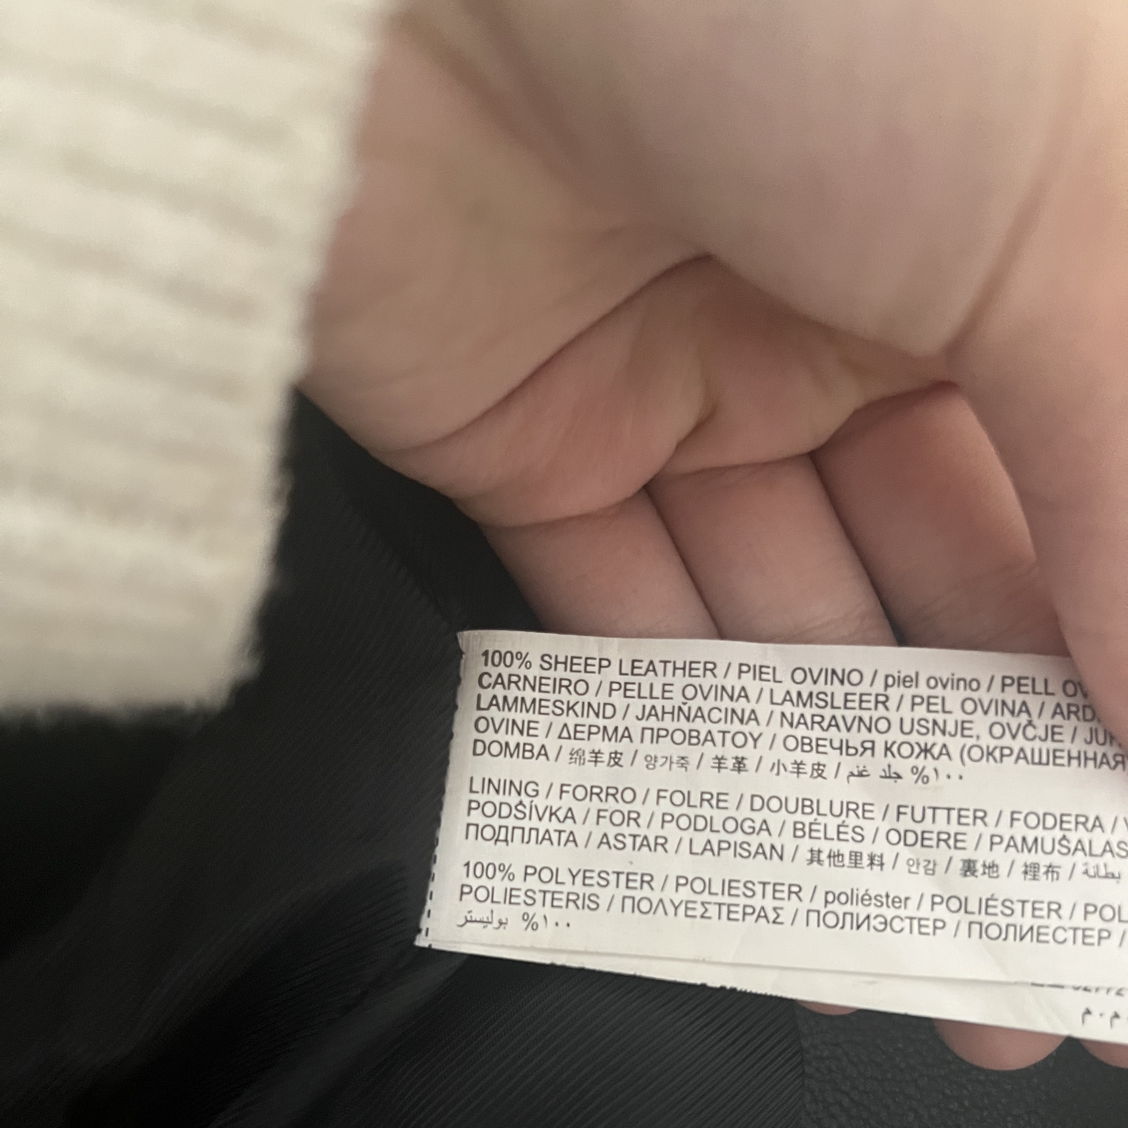 100% SHEEP LEATHER / PIEL OVINO / piel ovino / PELL
CARNEIRO / PELLE OVINA / LAMSLEER / PEL OVINA /
LAMMESKIND / JAHŇACINA / NARAVNO USNJE, OVČJE /
OVINE / ΔΕΡΜΑ ΠΡΟΒΑΤΟΥ / ОВЕЧЬЯ КОЖА (ОКРАШЕННАЯ
DOMBA / 绵羊皮 / 양가죽 / 羊革 / 小羊皮 / جلد غنم %١٠٠
LINING / FORRO / FOLRE / DOUBLURE / FUTTER / FODERA /
PODŠÍVKA / FOR / PODLOGA / BÉLÉS / ODERE / PAMUŠALAS
ПОДПЛАТА / ASTAR / LAPISAN / 其他里料 / 안감 / 裏地 / 裡布 / بطانة
100% POLYESTER / POLIESTER / poliéster / POLIÉSTER /
POLIESTERIS / ΠΟΛΥΕΣΤΕΡΑΣ / ПОЛИЭСТЕР / ПОЛИЕСТЕР /
بوليستر %١٠٠